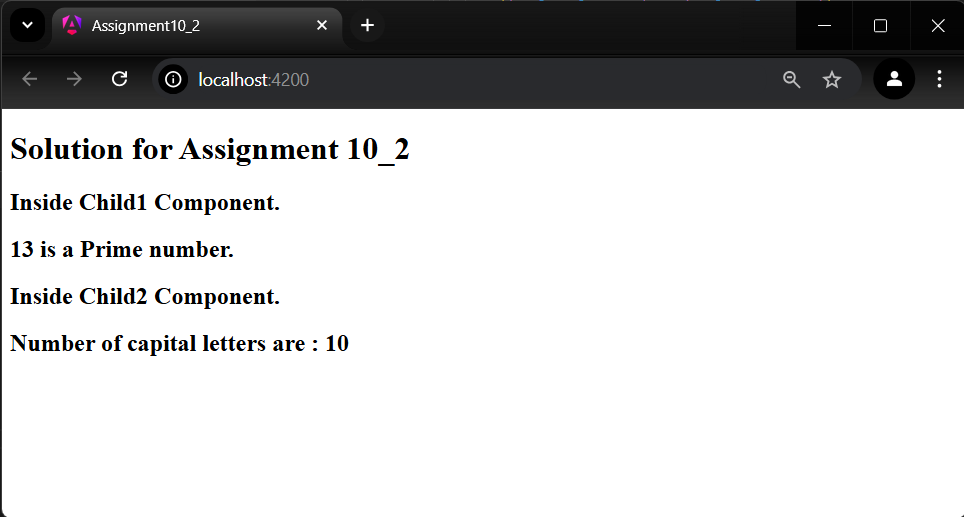 Assignment10_2
localhost:4200
Solution for Assignment 10_2
Inside Child1 Component.
13 is a Prime number.
Inside Child2 Component.
Number of capital letters are : 10